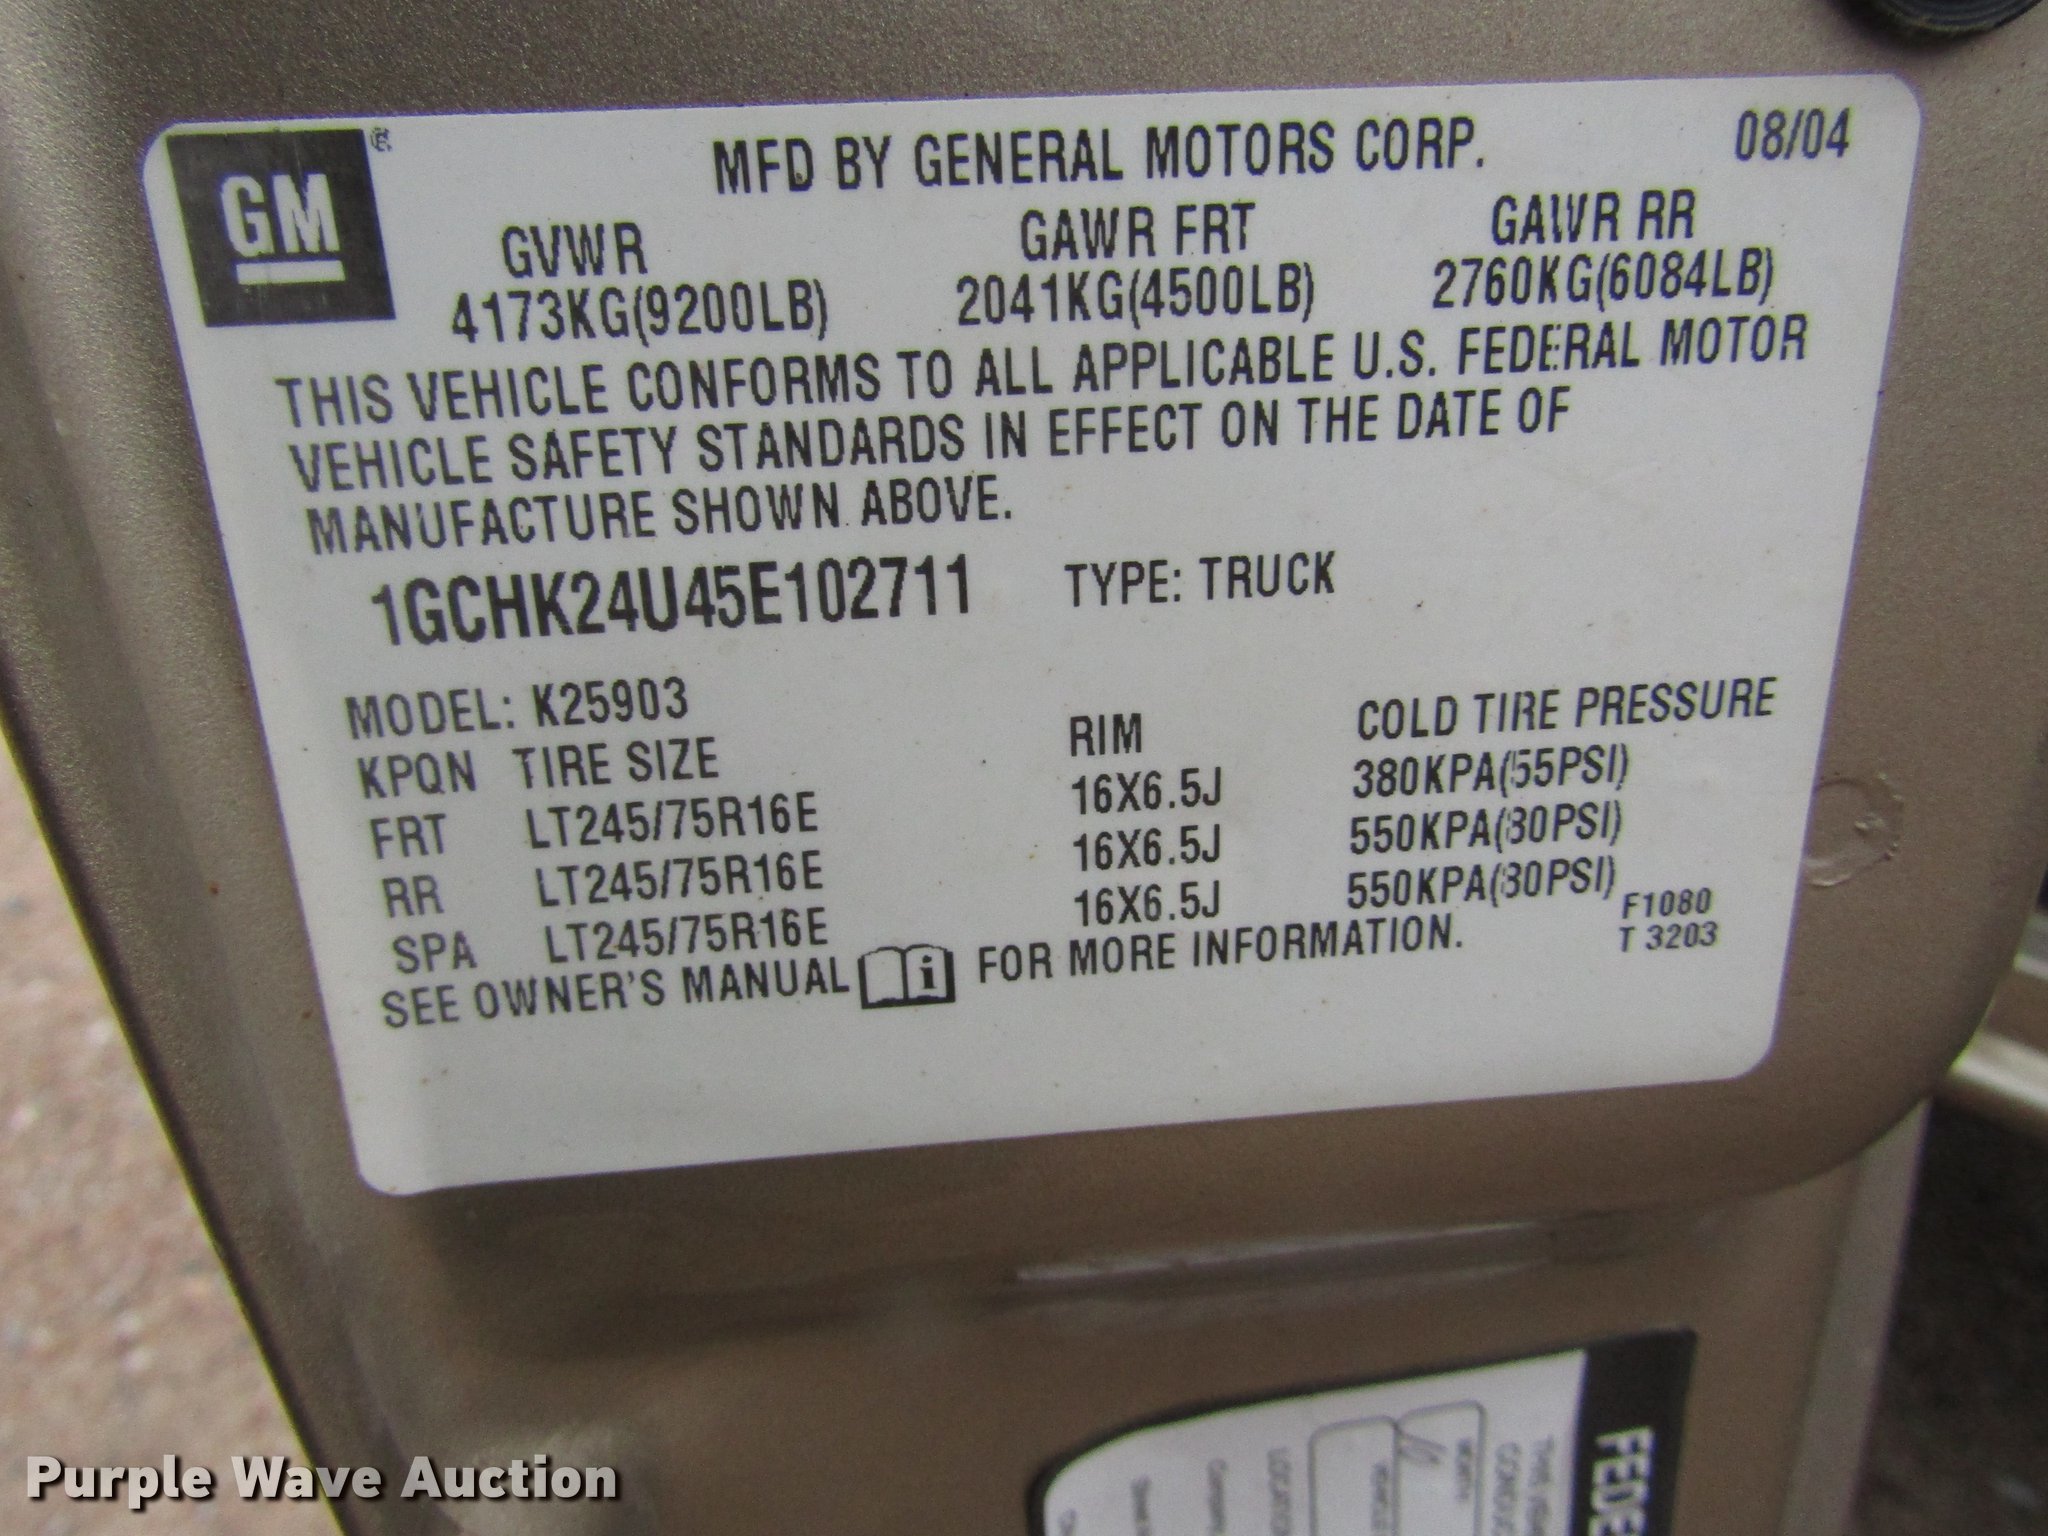 GM
MFD BY GENERAL MOTORS CORP. 08/04
GVWR GAWR FRT GAWR RR
4173KG(9200LB) 2041KG(4500LB) 2760KG(6084LB)
THIS VEHICLE CONFORMS TO ALL APPLICABLE U.S. FEDERAL MOTOR
VEHICLE SAFETY STANDARDS IN EFFECT ON THE DATE OF
MANUFACTURE SHOWN ABOVE.
1GCHK24U45E102711 TYPE: TRUCK
MODEL: K25903
KPQN TIRE SIZE RIM COLD TIRE PRESSURE
FRT LT245/75R16E 16X6.5J 380KPA(55PSI)
RR LT245/75R16E 16X6.5J 550KPA(80PSI)
SPA LT245/75R16E 16X6.5J 550KPA(80PSI)
SEE OWNER'S MANUAL i FOR MORE INFORMATION.
F1080
T 3203
FEDE
MONTH
Purple Wave Auction